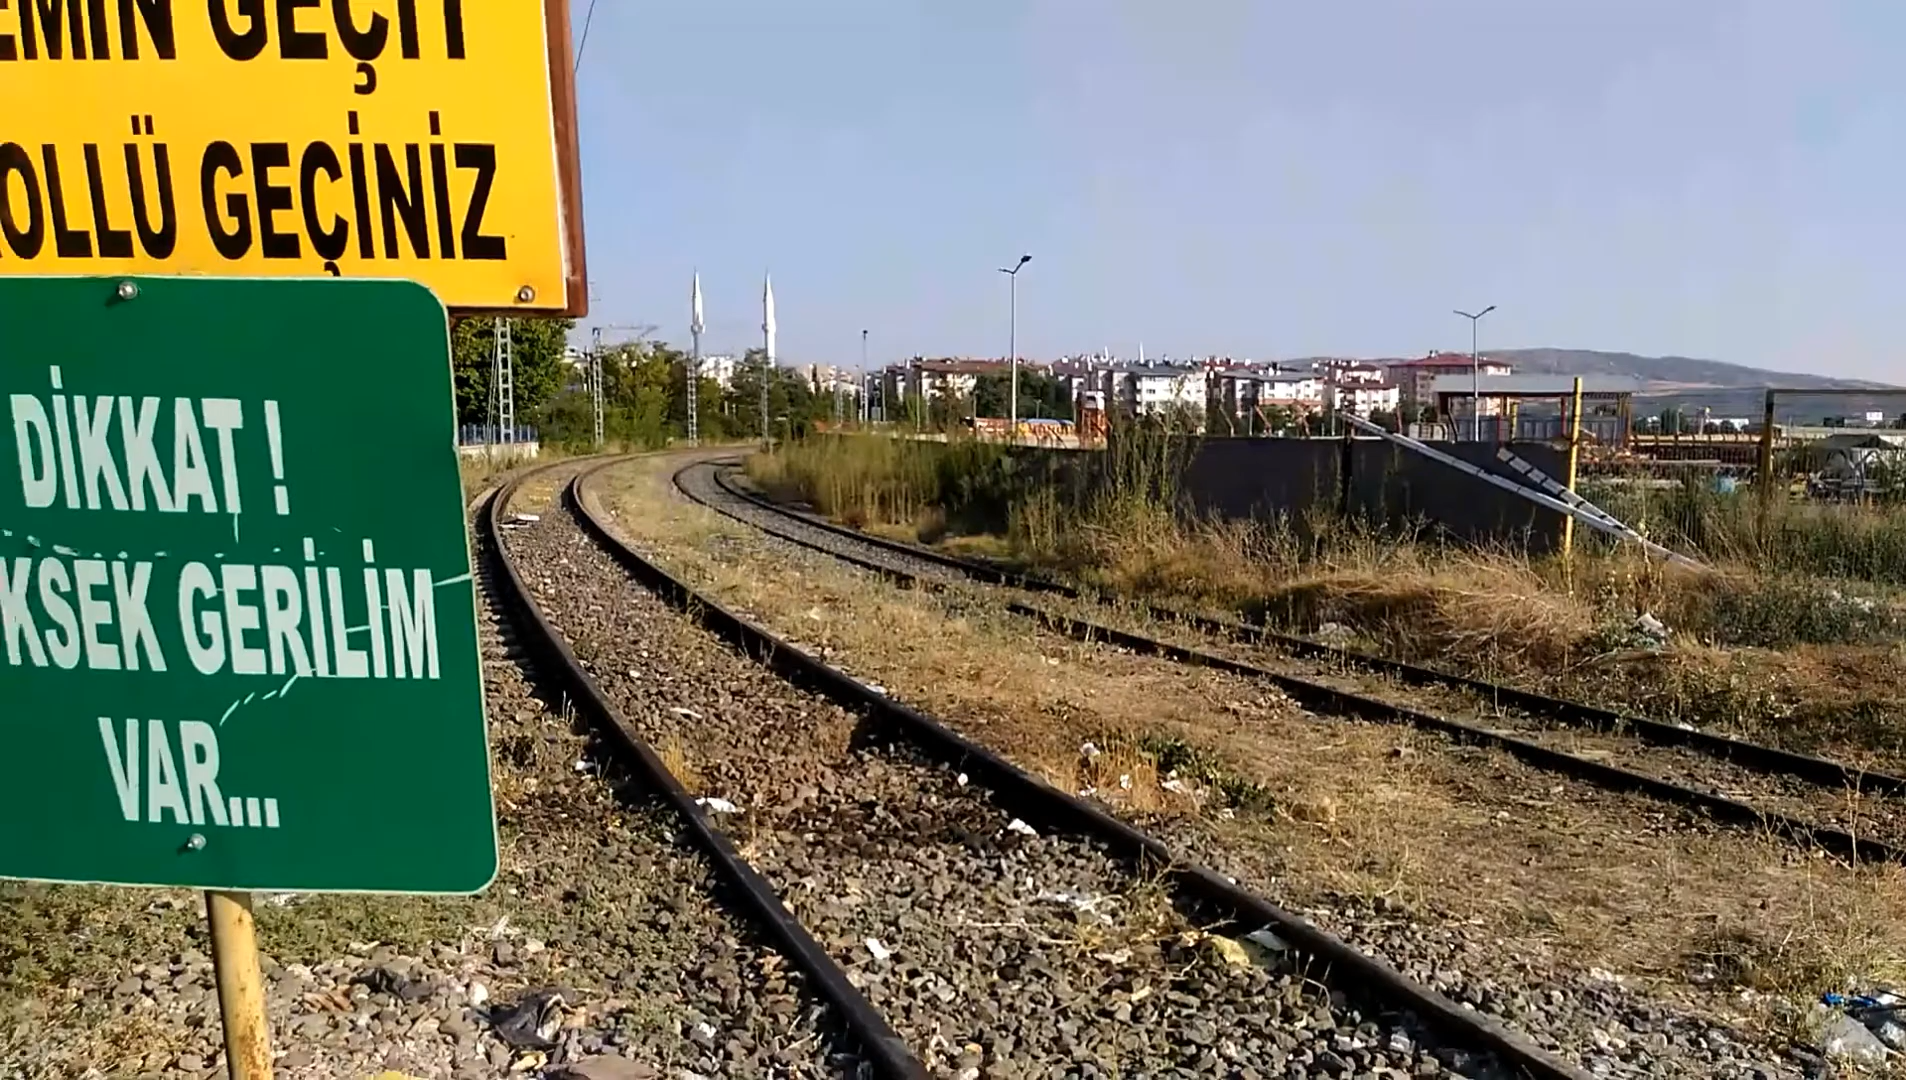 EMİN GEÇİT
OLLÜ GEÇİNİZ
DİKKAT !
KSEK GERİLİM
VAR...